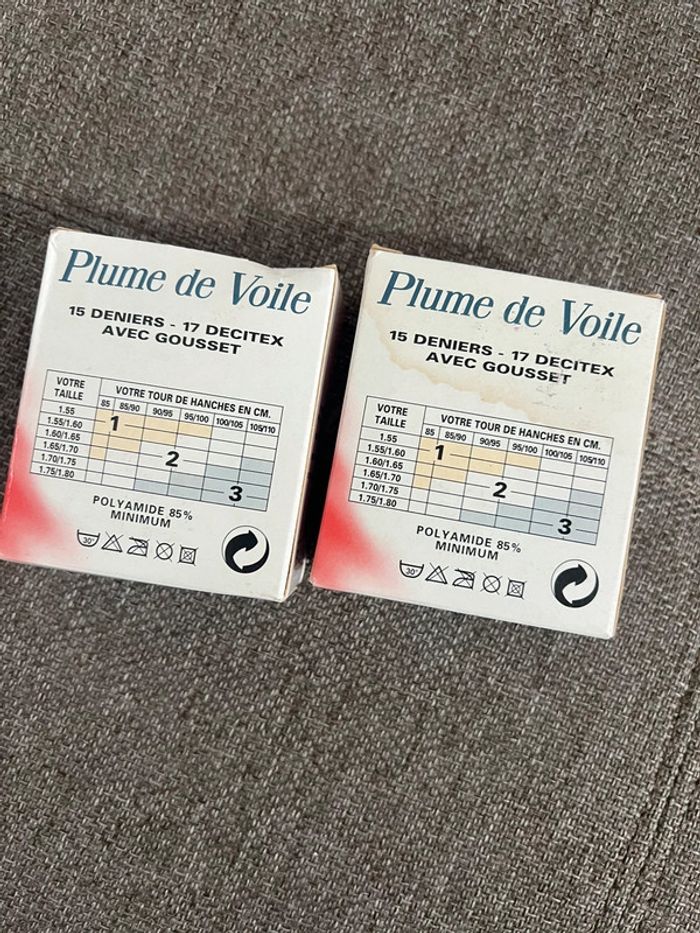 Plume de Voile
15 DENIERS - 17 DECITEX
AVEC GOUSSET
VOTRE TAILLE
VOTRE TOUR DE HANCHES EN CM.
85 85/90 90/95 95/100 100/105 105/110
1.55
1.55/1.60
1.60/1.65
1.65/1.70
1.70/1.75
1.75/1.80
1
2
3
POLYAMIDE 85%
MINIMUM
30°
Plume de Voile
15 DENIERS - 17 DECITEX
AVEC GOUSSET
VOTRE TAILLE
VOTRE TOUR DE HANCHES EN CM.
85 85/90 90/95 95/100 100/105 105/110
1.55
1.55/1.60
1.60/1.65
1.65/1.70
1.70/1.75
1.75/1.80
1
2
3
POLYAMIDE 85%
MINIMUM
30°